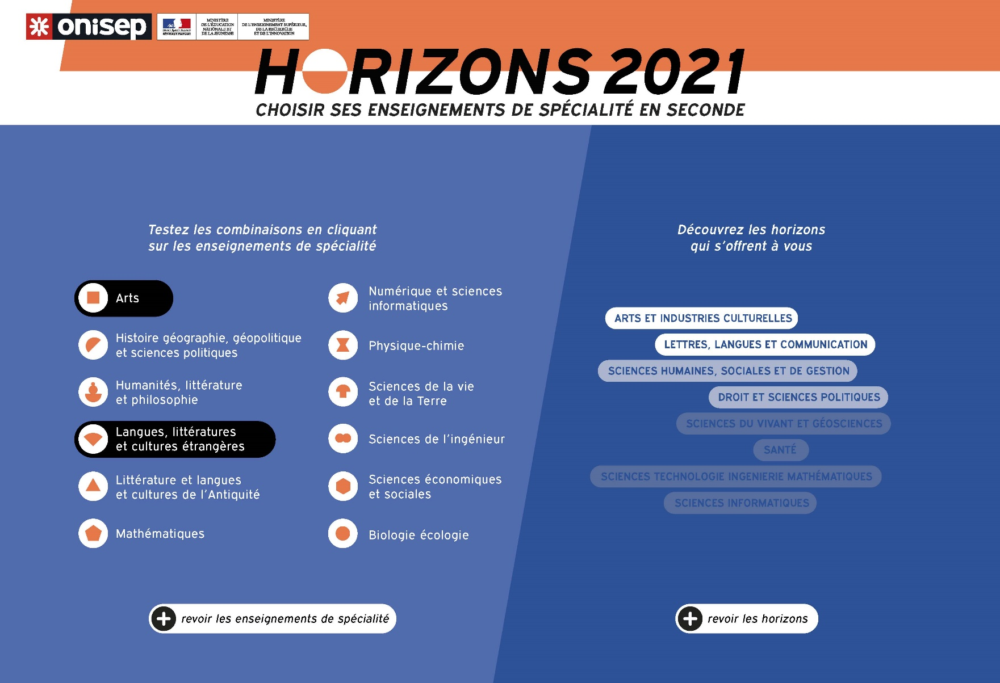 onisep
RÉPUBLIQUE FRANÇAISE
MINISTÈRE
DE L'ÉDUCATION
NATIONALE ET
DE LA JEUNESSE
MINISTÈRE
DE L'ENSEIGNEMENT SUPÉRIEUR,
DE LA RECHERCHE
ET DE L'INNOVATION
HORIZONS 2021
CHOISIR SES ENSEIGNEMENTS DE SPÉCIALITÉ EN SECONDE
Testez les combinaisons en cliquant
sur les enseignements de spécialité
Arts
Histoire géographie, géopolitique
et sciences politiques
Humanités, littérature
et philosophie
Langues, littératures
et cultures étrangères
Littérature et langues
et cultures de l'Antiquité
Mathématiques
Numérique et sciences
informatiques
Physique-chimie
Sciences de la vie
et de la Terre
Sciences de l'ingénieur
Sciences économiques
et sociales
Biologie écologie
revoir les enseignements de spécialité
Découvrez les horizons
qui s'offrent à vous
ARTS ET INDUSTRIES CULTURELLES
LETTRES, LANGUES ET COMMUNICATION
SCIENCES HUMAINES, SOCIALES ET DE GESTION
DROIT ET SCIENCES POLITIQUES
SCIENCES DU VIVANT ET GÉOSCIENCES
SANTÉ
SCIENCES TECHNOLOGIE INGENIERIE MATHÉMATIQUES
SCIENCES INFORMATIQUES
revoir les horizons